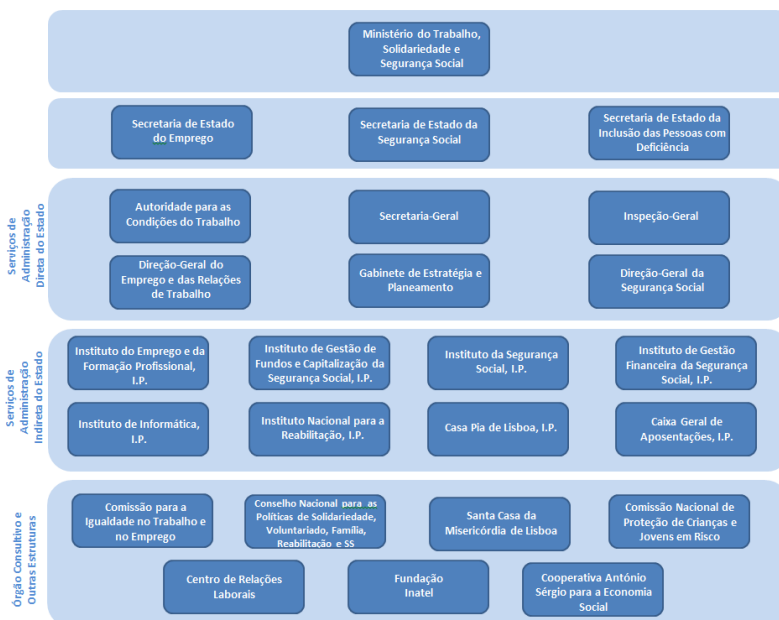 Ministério do Trabalho,
Solidariedade e
Segurança Social
Secretaria de Estado
do Emprego
Secretaria de Estado da
Segurança Social
Secretaria de Estado da
Inclusão das Pessoas com
Deficiência
Serviços de
Administração
Direta do Estado
Autoridade para as
Condições do Trabalho
Secretaria-Geral
Inspeção-Geral
Direção-Geral do
Emprego e das Relações
de Trabalho
Gabinete de Estratégia e
Planeamento
Direção-Geral da
Segurança Social
Serviços de
Administração
Indireta do Estado
Instituto do Emprego e da
Formação Profissional,
I.P.
Instituto de Gestão de
Fundos e Capitalização da
Segurança Social, I.P.
Instituto da Segurança
Social, I.P.
Instituto de Gestão
Financeira da Segurança
Social, I.P.
Instituto de Informática,
I.P.
Instituto Nacional para a
Reabilitação, I.P.
Casa Pia de Lisboa, I.P.
Caixa Geral de
Aposentações, I.P.
Órgão Consultivo e
Outras Estruturas
Comissão para a
Igualdade no Trabalho e
no Emprego
Conselho Nacional para as
Políticas de Solidariedade,
Voluntariado, Família,
Reabilitação e SS
Santa Casa da
Misericórdia de Lisboa
Comissão Nacional de
Proteção de Crianças e
Jovens em Risco
Centro de Relações
Laborais
Fundação
Inatel
Cooperativa António
Sérgio para a Economia
Social